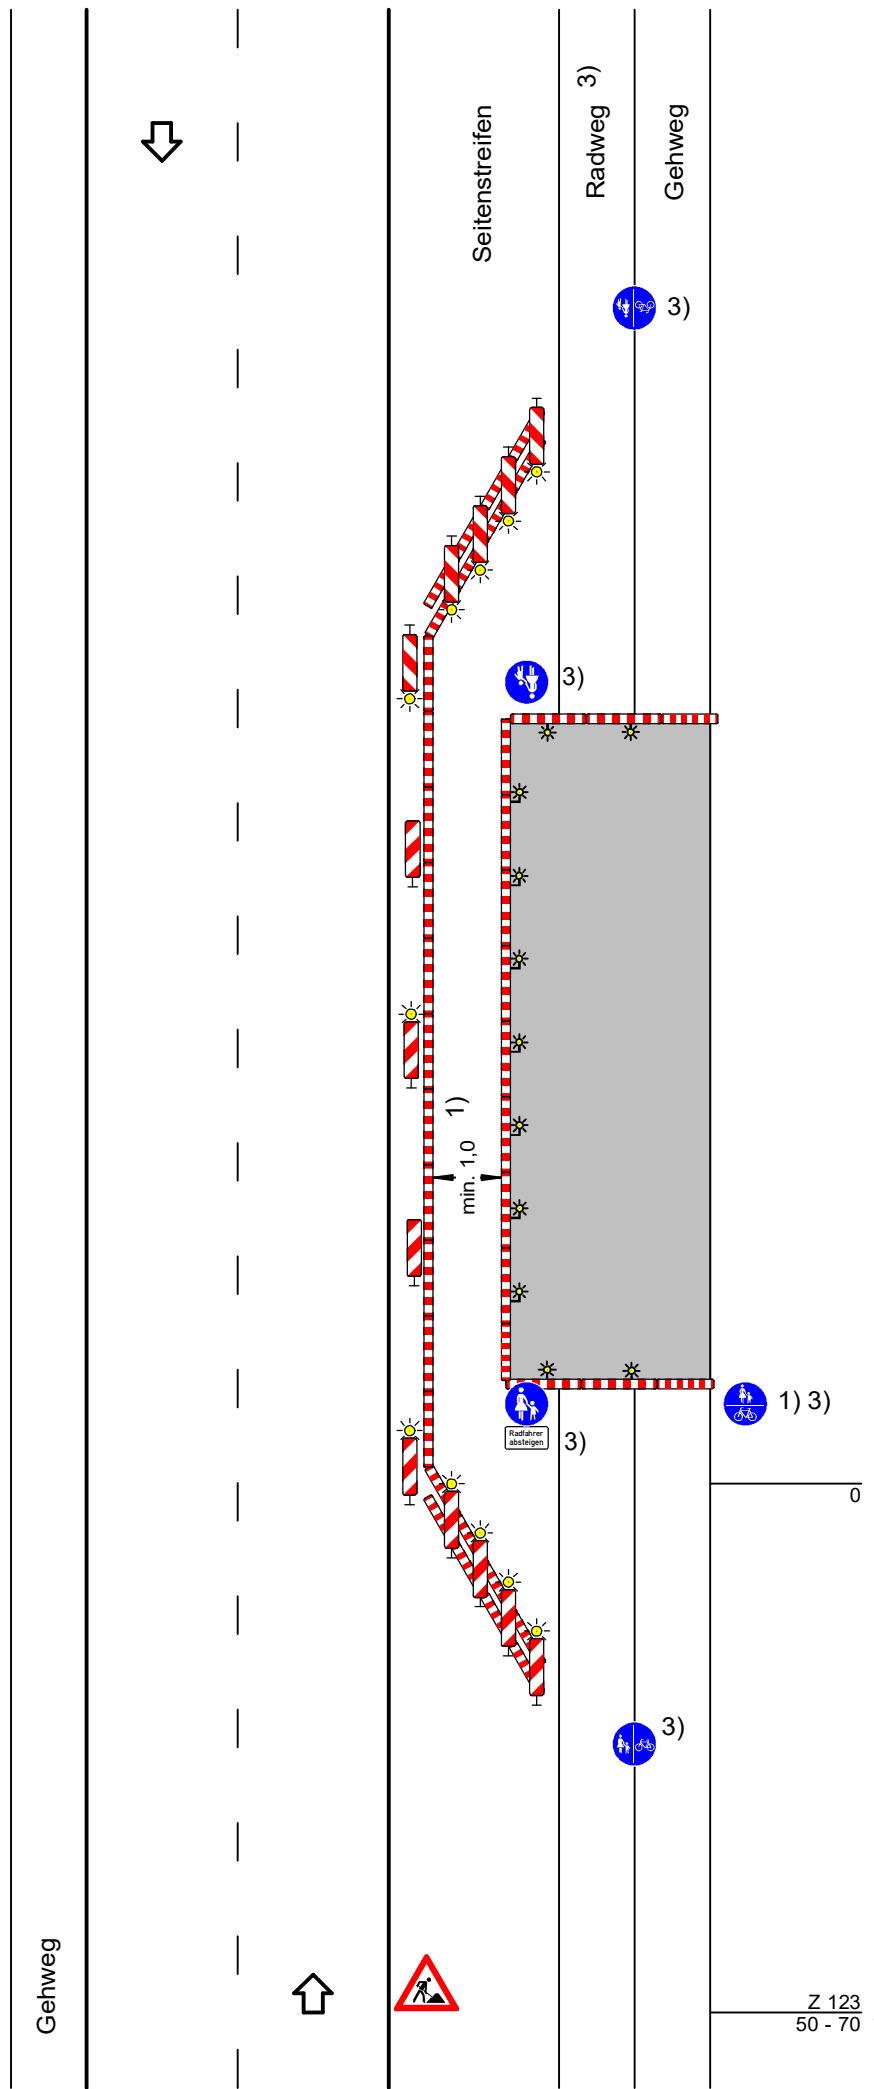 Seitenstreifen
Radweg 3)
Gehweg
3)
3)
1)
min. 1,0
1) 3)
Radfahrer
absteigen
3)
0
3)
Gehweg
Z 123
50 - 70